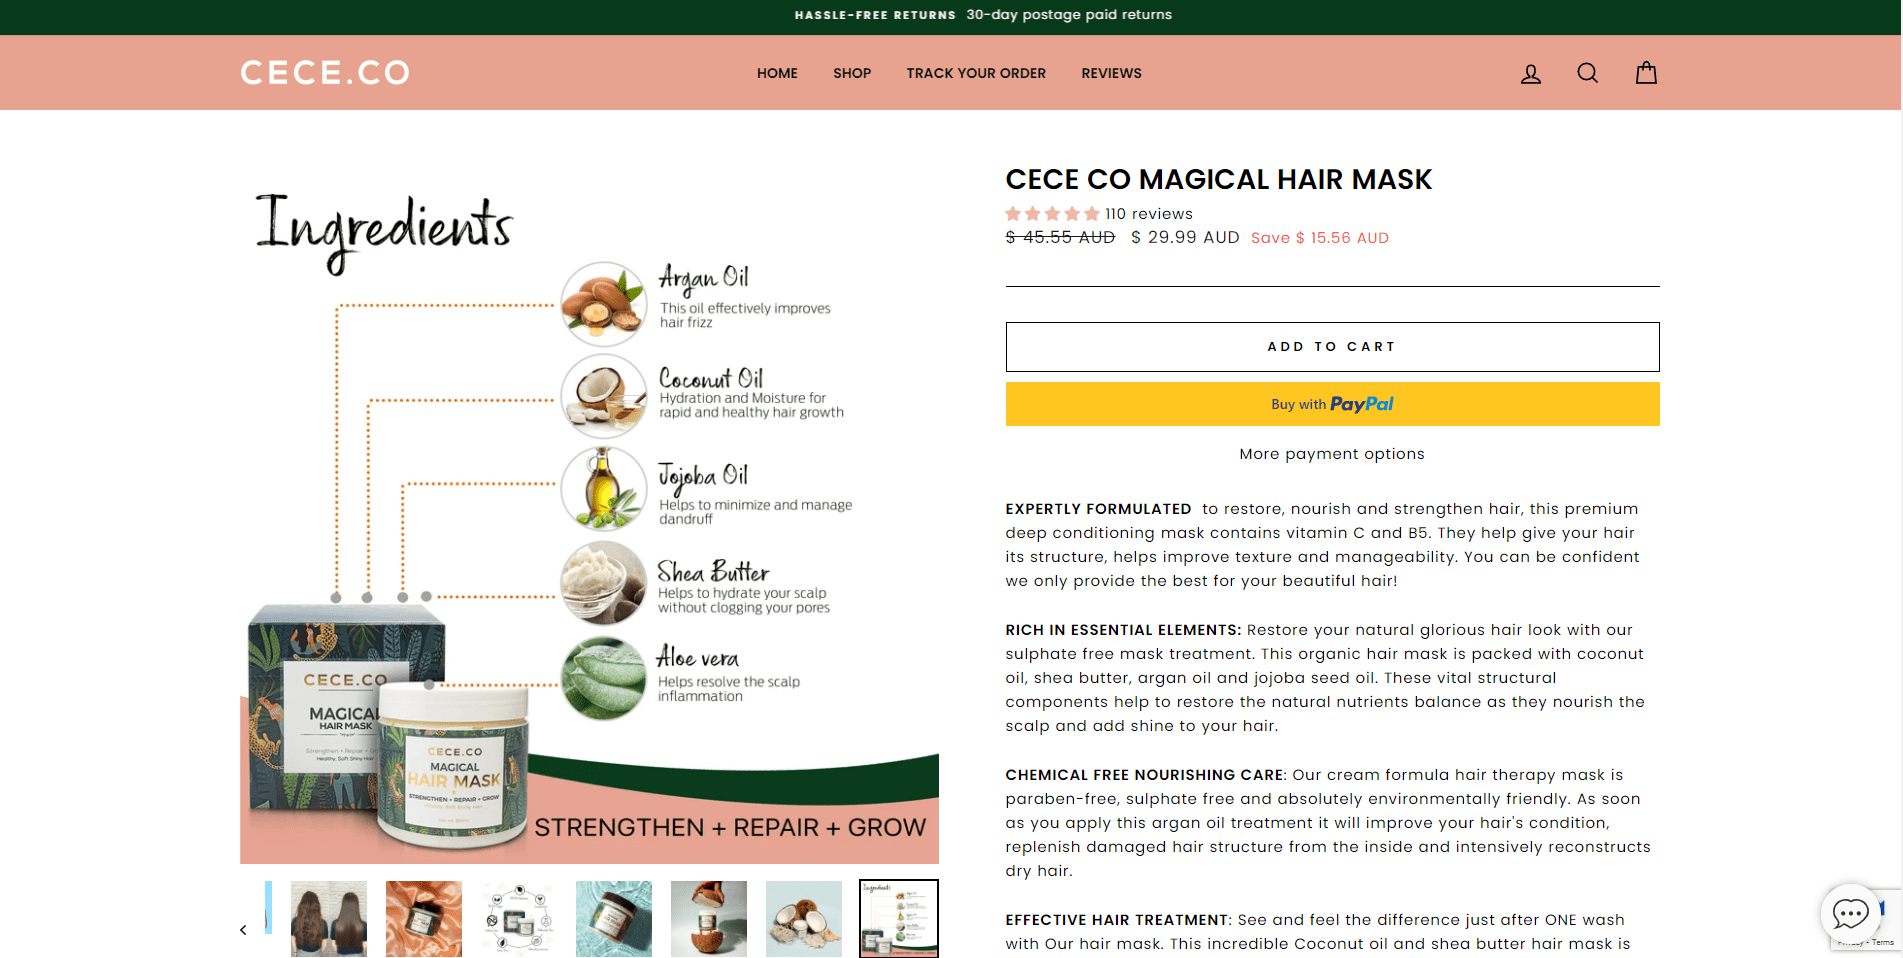 HASSLE-FREE RETURNS 30-day postage paid returns
CECE.CO
HOME SHOP TRACK YOUR ORDER REVIEWS
Ingredients
Argan Oil
This oil effectively improves
hair frizz
Coconut Oil
Hydration and Moisture for
rapid and healthy hair growth
Jojoba Oil
Helps to minimize and manage
dandruff
Shea Butter
Helps to hydrate your scalp
without clogging your pores
Aloe vera
Helps resolve the scalp
inflammation
CECE.CO
MAGICAL
HAIR MASK
Healthy, Soft Shiny Hair
CECE.CO
MAGICAL
HAIR MASK
STRENGTHEN + REPAIR + GROW
STRENGTHEN + REPAIR + GROW
Ingredients
CECE CO MAGICAL HAIR MASK
110 reviews
$ 45.55 AUD $ 29.99 AUD Save $ 15.56 AUD
ADD TO CART
Buy with PayPal
More payment options
EXPERTLY FORMULATED to restore, nourish and strengthen hair, this premium
deep conditioning mask contains vitamin C and B5. They help give your hair
its structure, helps improve texture and manageability. You can be confident
we only provide the best for your beautiful hair!
RICH IN ESSENTIAL ELEMENTS: Restore your natural glorious hair look with our
sulphate free mask treatment. This organic hair mask is packed with coconut
oil, shea butter, argan oil and jojoba seed oil. These vital structural
components help to restore the natural nutrients balance as they nourish the
scalp and add shine to your hair.
CHEMICAL FREE NOURISHING CARE: Our cream formula hair therapy mask is
paraben-free, sulphate free and absolutely environmentally friendly. As soon
as you apply this argan oil treatment it will improve your hair's condition,
replenish damaged hair structure from the inside and intensively reconstructs
dry hair.
EFFECTIVE HAIR TREATMENT: See and feel the difference just after ONE wash
with Our hair mask. This incredible Coconut oil and shea butter hair mask is
Privacy - Terms